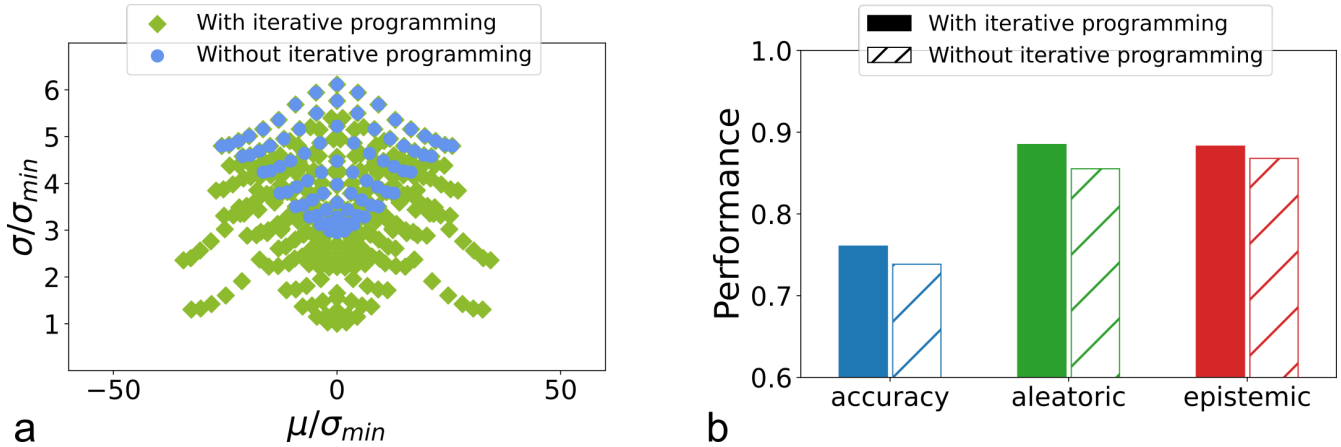 With iterative programming
Without iterative programming
σ/σmin
6
5
4
3
2
1
−50
0
50
μ/σmin
a
With iterative programming
Without iterative programming
Performance
1.0
0.9
0.8
0.7
0.6
accuracy
aleatoric
epistemic
b